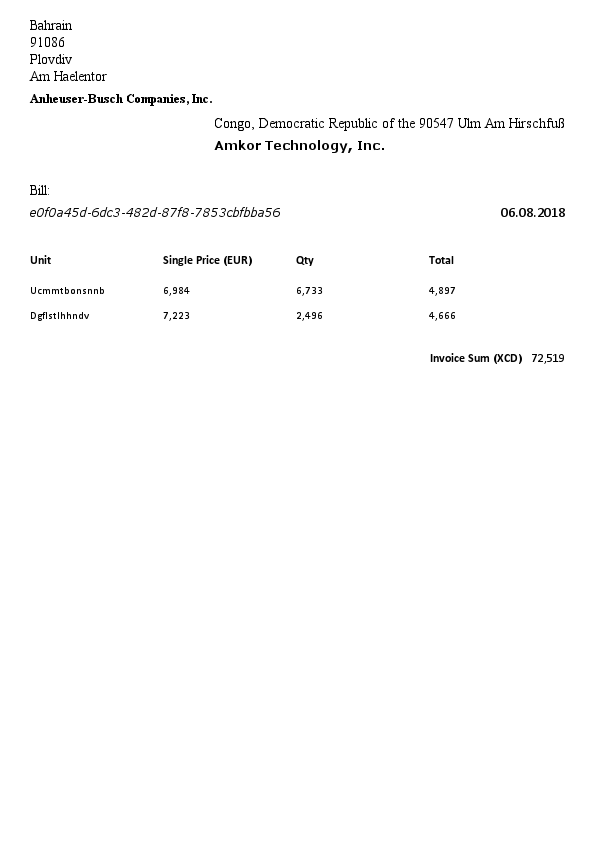 Bahrain
91086
Plovdiv
Am Haelentor
Anheuser-Busch Companies, Inc.
Congo, Democratic Republic of the 90547 Ulm Am Hirschfuß
Amkor Technology, Inc.
Bill:
e0f0a45d-6dc3-482d-87f8-7853cbfbba56 06.08.2018
Unit Single Price (EUR) Qty Total
Ucmmtbonsnnb 6,984 6,733 4,897
Dgflstlhhndv 7,223 2,496 4,666
Invoice Sum (XCD) 72,519